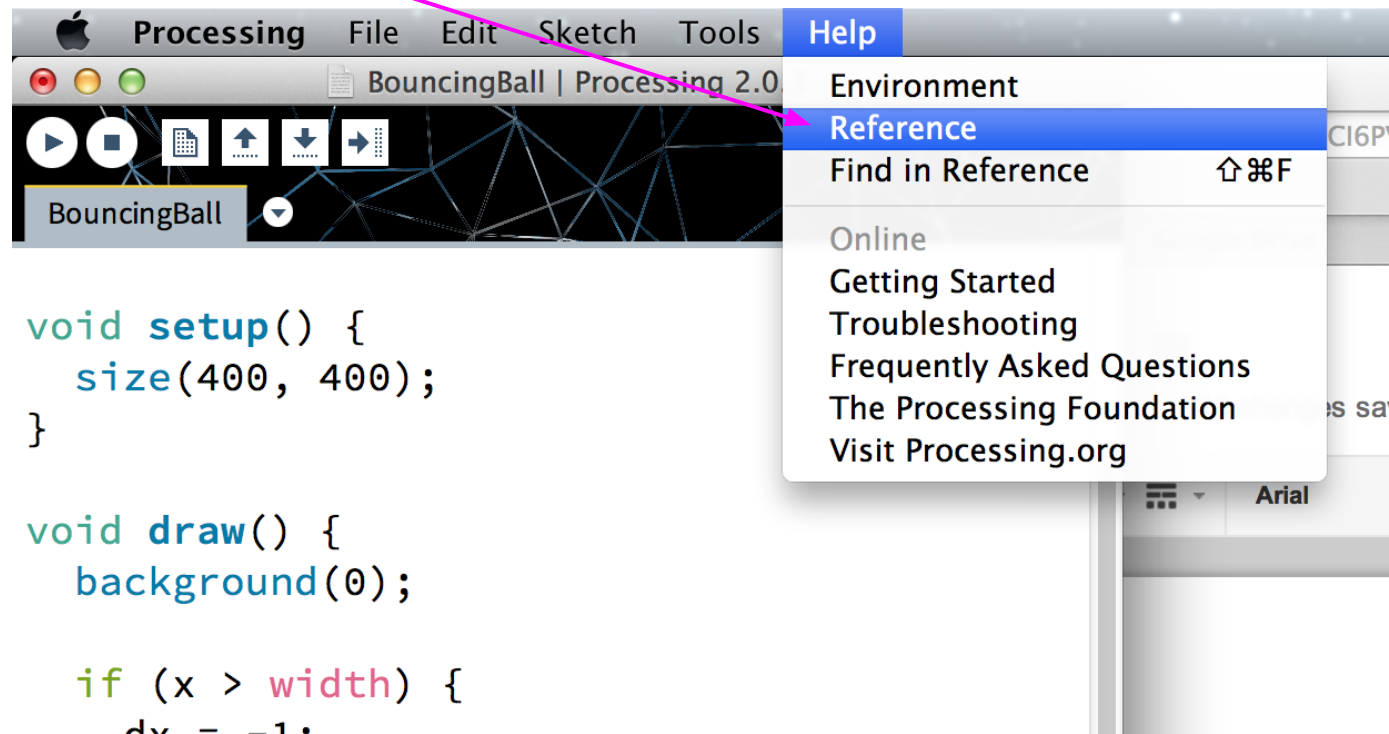 Processing File Edit Sketch Tools Help
BouncingBall | Processing 2.0.
Environment
Reference
Find in Reference ⇧⌘F
Online
Getting Started
Troubleshooting
Frequently Asked Questions
The Processing Foundation
Visit Processing.org
BouncingBall
void setup() {
size(400, 400);
}
void draw() {
background(0);
if (x > width) {
dx = -1;
Arial